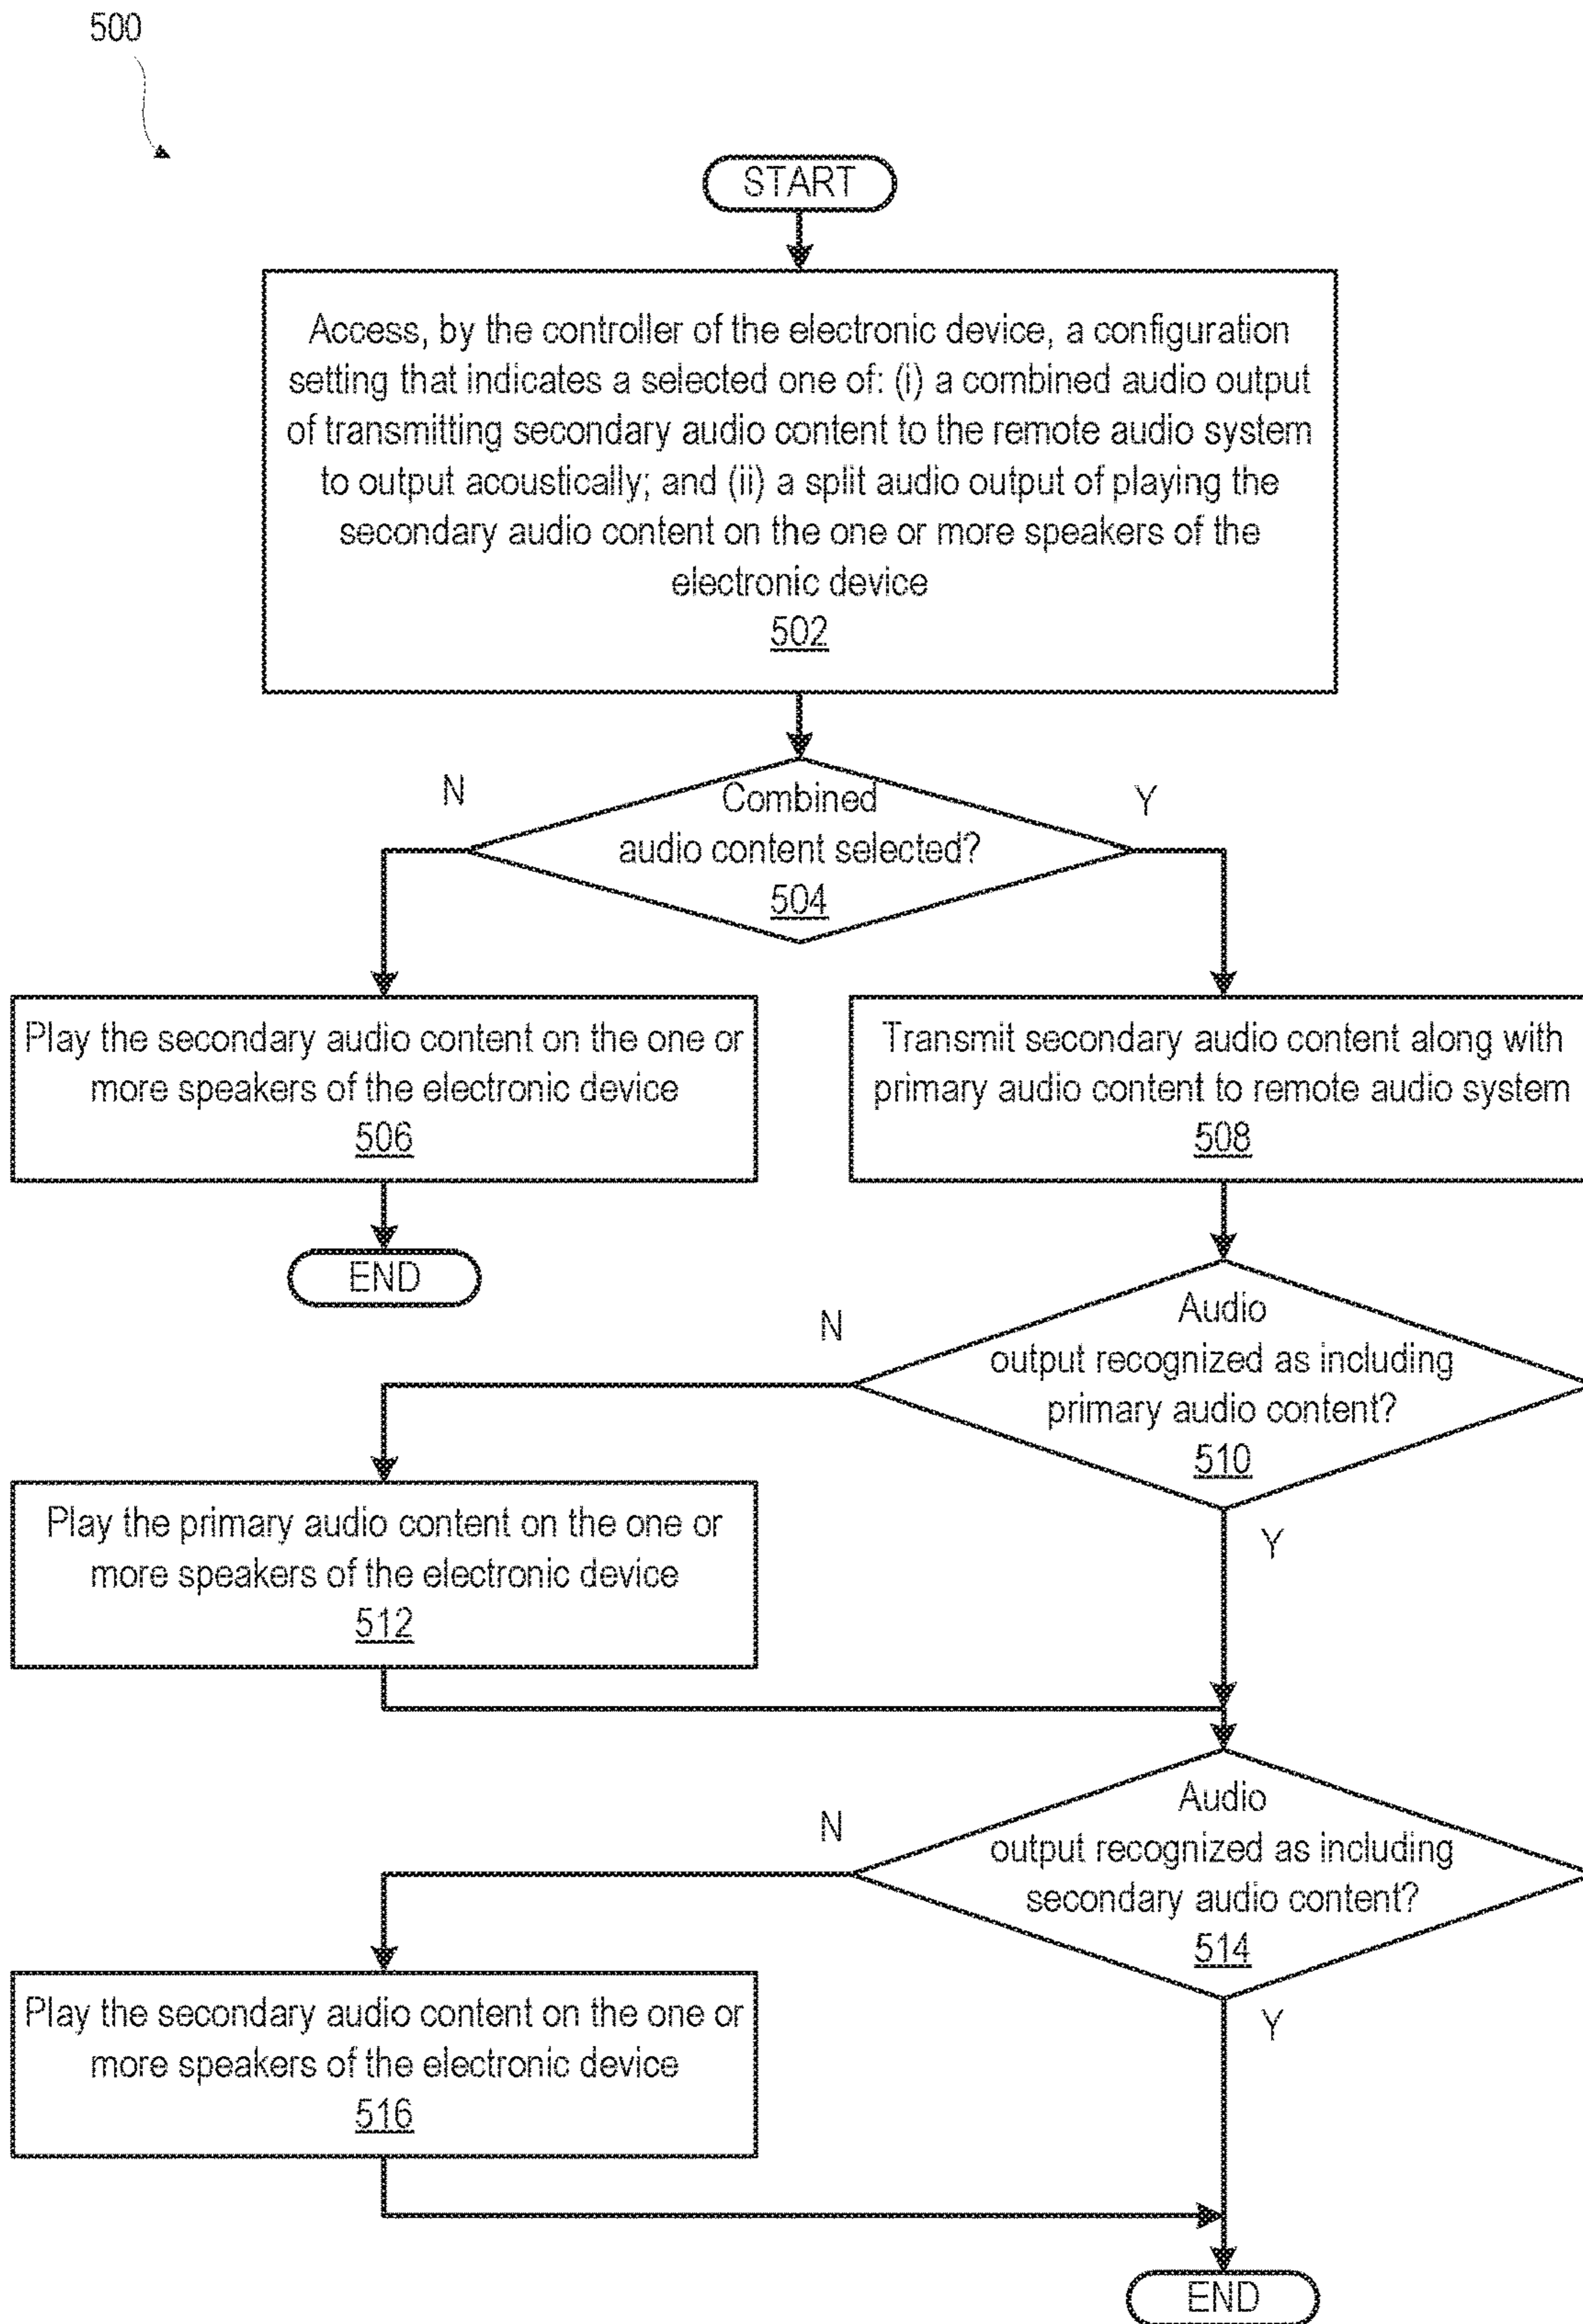 500
START
Access, by the controller of the electronic device, a configuration
setting that indicates a selected one of: (i) a combined audio output
of transmitting secondary audio content to the remote audio system
to output acoustically; and (ii) a split audio output of playing the
secondary audio content on the one or more speakers of the
electronic device
502
N
Y
Combined
audio content selected?
504
Play the secondary audio content on the one or
more speakers of the electronic device
506
Transmit secondary audio content along with
primary audio content to remote audio system
508
END
N
Audio
output recognized as including
primary audio content?
510
Y
Play the primary audio content on the one or
more speakers of the electronic device
512
N
Audio
output recognized as including
secondary audio content?
514
Y
Play the secondary audio content on the one or
more speakers of the electronic device
516
END